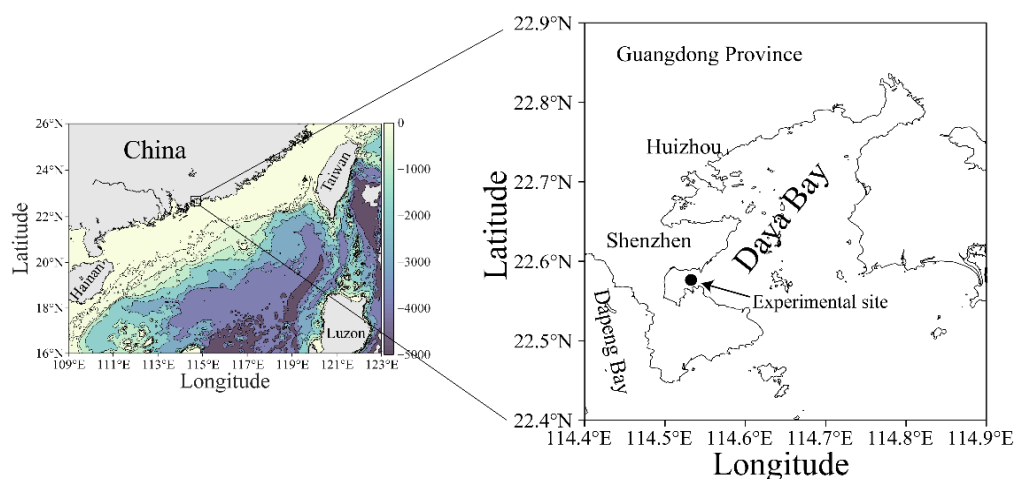 26°N
24°N
22°N
20°N
18°N
16°N
Latitude
109°E 111°E 113°E 115°E 117°E 119°E 121°E 123°E
Longitude
China
Taiwan
Hainan
Luzon
0
−1000
−2000
−3000
−4000
−5000
22.9°N
22.8°N
22.7°N
22.6°N
22.5°N
22.4°N
Latitude
114.4°E 114.5°E 114.6°E 114.7°E 114.8°E 114.9°E
Longitude
Guangdong Province
Huizhou
Daya Bay
Shenzhen
Experimental site
Dapeng Bay